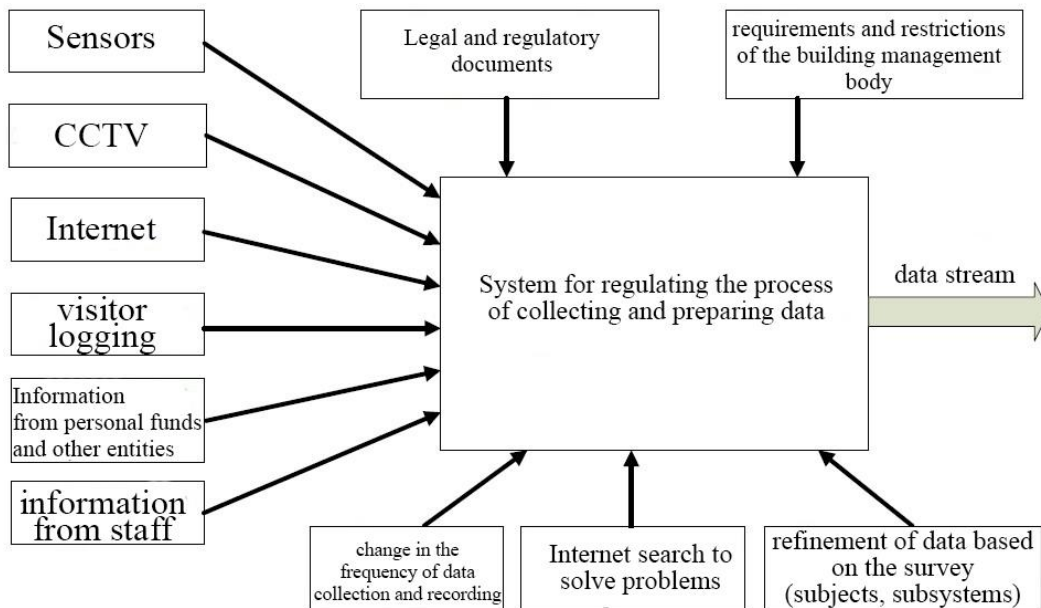 Sensors
CCTV
Internet
visitor
logging
Information
from personal funds
and other entities
information
from staff
Legal and regulatory
documents
requirements and restrictions
of the building management
body
System for regulating the process
of collecting and preparing data
data stream
change in the
frequency of data
collection and recording
Internet search to
solve problems
refinement of data based
on the survey
(subjects, subsystems)